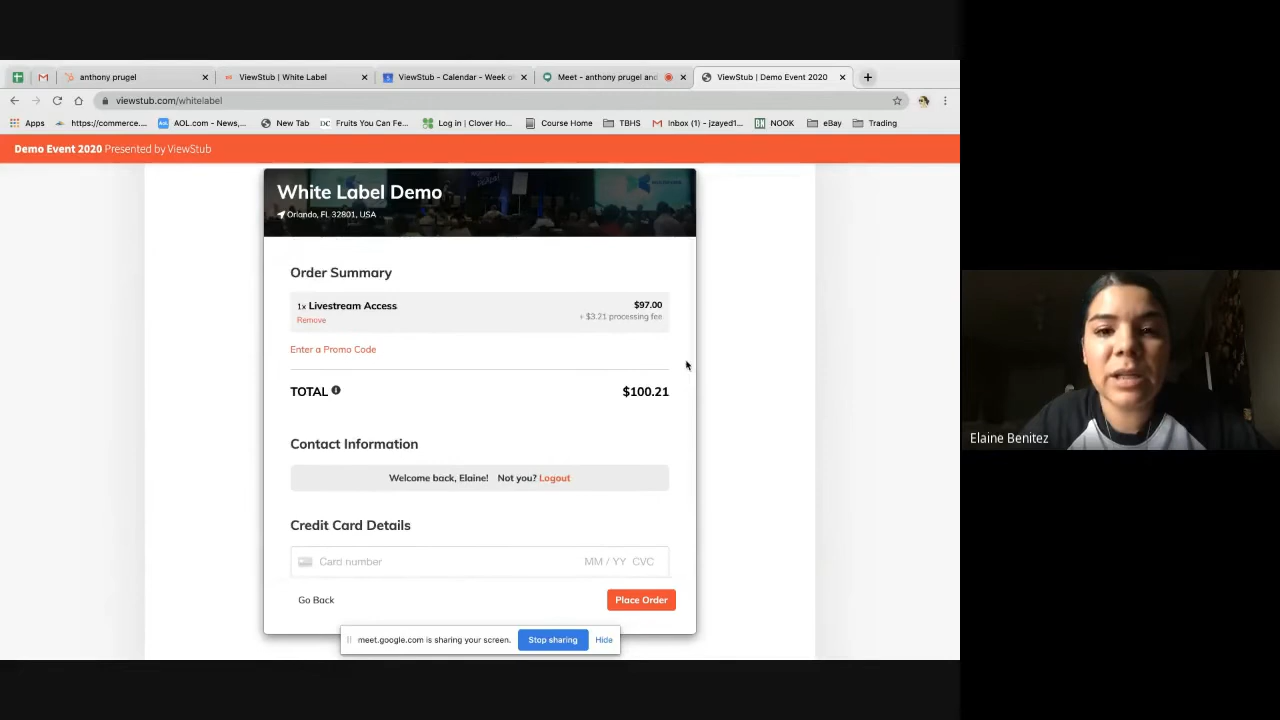 anthony prugel
ViewStub | White Label
ViewStub - Calendar - Week of
Meet - anthony prugel and
ViewStub | Demo Event 2020
viewstub.com/whitelabel
Apps
https://commerce....
AOL.com - News,...
New Tab
Fruits You Can Fe...
Log in | Clover Ho...
Course Home
TBHS
Inbox (1) - jzayed1...
NOOK
eBay
Trading
Demo Event 2020 Presented by ViewStub
White Label Demo
Orlando, FL 32801, USA
Order Summary
1x Livestream Access $97.00
Remove + $3.21 processing fee
Enter a Promo Code
TOTAL $100.21
Contact Information
Welcome back, Elaine! Not you? Logout
Credit Card Details
Card number MM / YY CVC
Go Back Place Order
meet.google.com is sharing your screen. Stop sharing Hide
Elaine Benitez